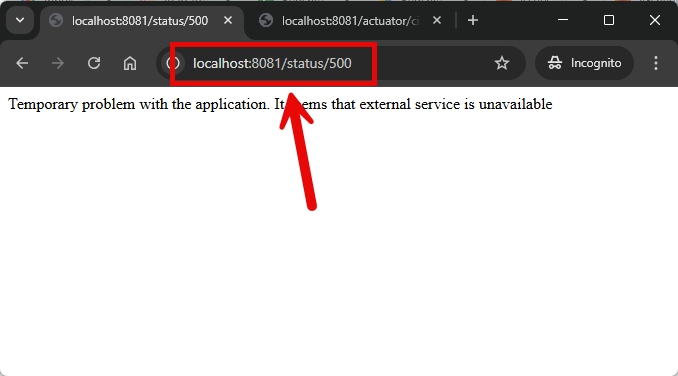 localhost:8081/status/500
localhost:8081/actuator/ci
localhost:8081/status/500
Incognito
Temporary problem with the application. It ems that external service is unavailable